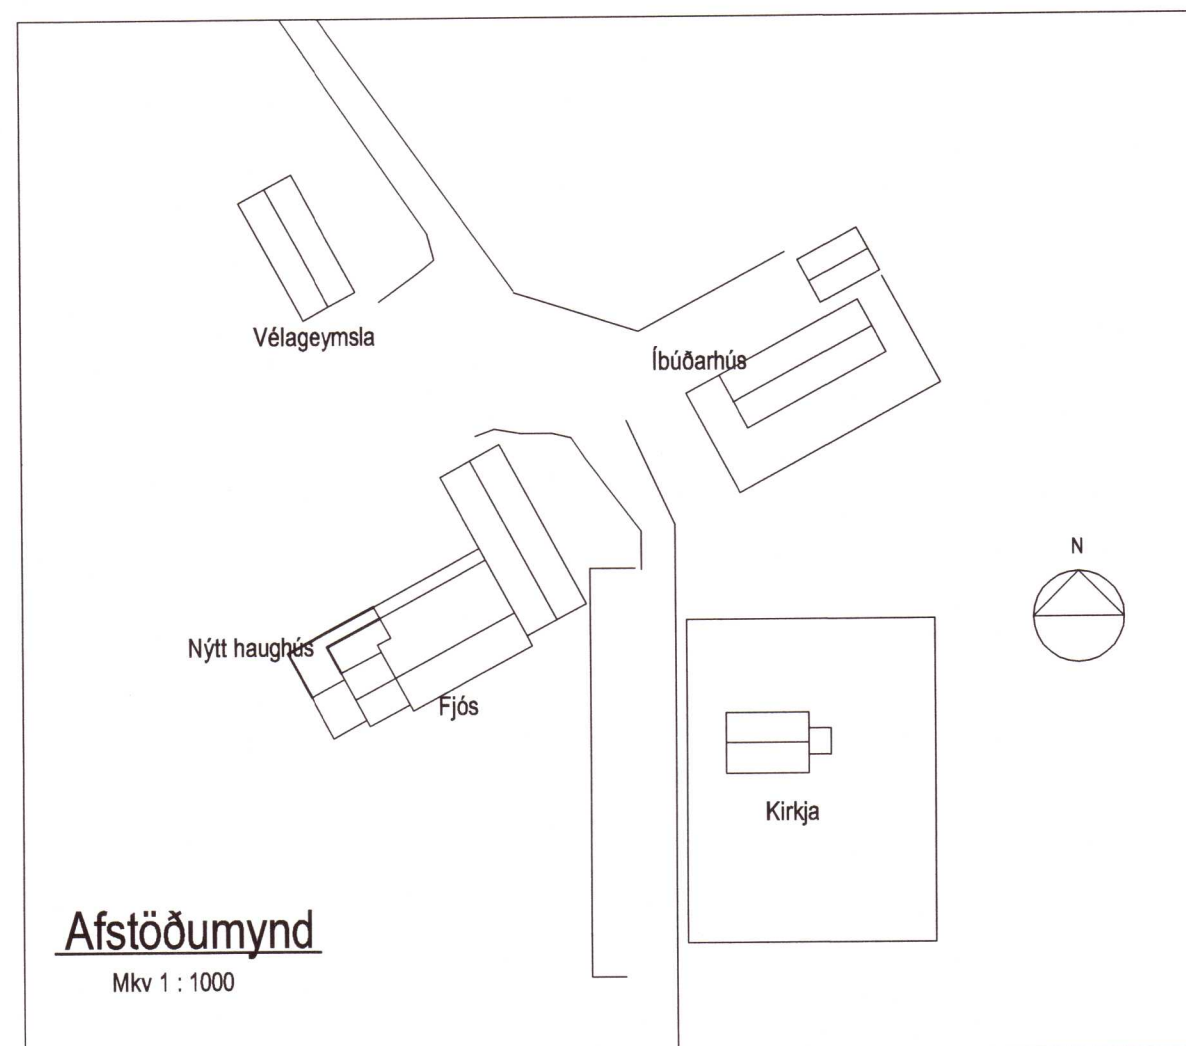 Vélageymsla
Íbúðarhús
N
Nýtt haughús
Fjós
Kirkja
Afstöðumynd
Mkv 1 : 1000